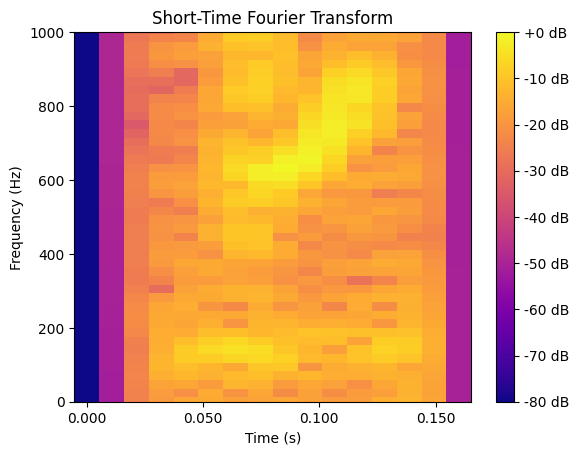 Short-Time Fourier Transform
Frequency (Hz)
1000
800
600
400
200
0
0.000
0.050
0.100
0.150
Time (s)
+0 dB
-10 dB
-20 dB
-30 dB
-40 dB
-50 dB
-60 dB
-70 dB
-80 dB